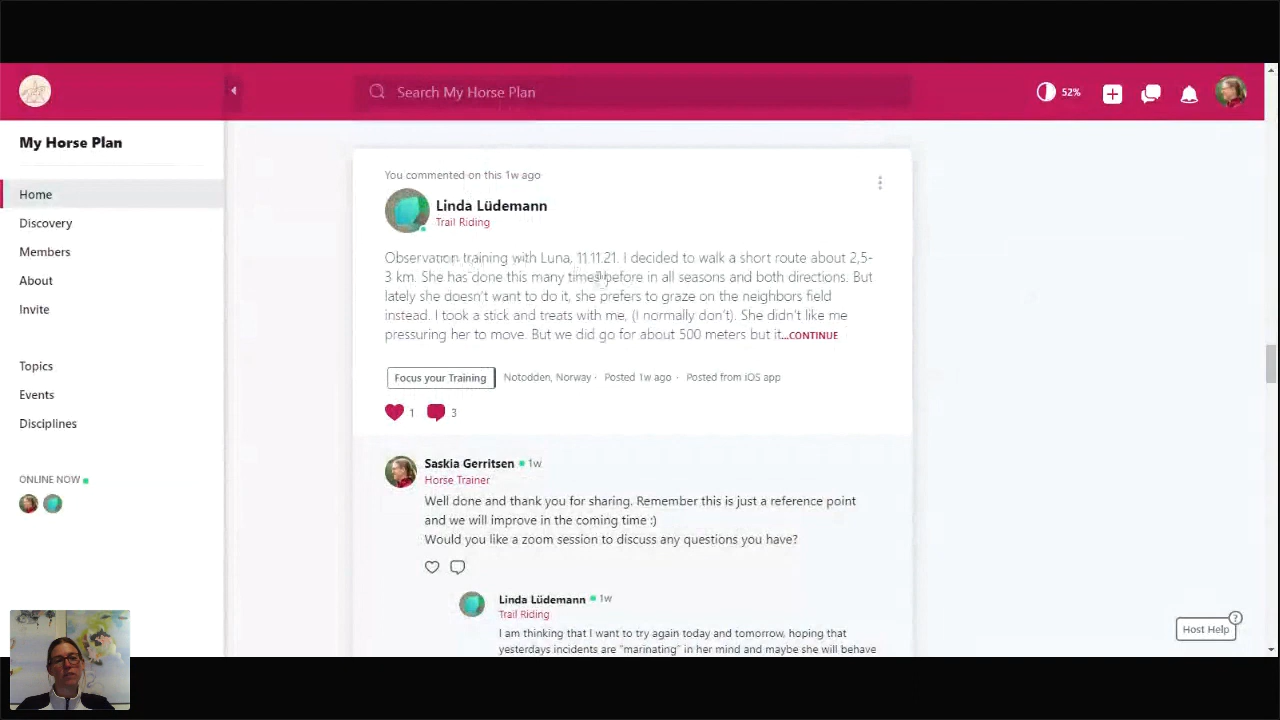 Search My Horse Plan
52%
My Horse Plan
Home
Discovery
Members
About
Invite
Topics
Events
Disciplines
ONLINE NOW
You commented on this 1w ago
Linda Lüdemann
Trail Riding
Observation training with Luna, 11.11.21. I decided to walk a short route about 2,5-
3 km. She has done this many times before in all seasons and both directions. But
lately she doesn't want to do it, she prefers to graze on the neighbors field
instead. I took a stick and treats with me, (I normally don't). She didn't like me
pressuring her to move. But we did go for about 500 meters but it...CONTINUE
Focus your Training Notodden, Norway · Posted 1w ago · Posted from iOS app
1 3
Saskia Gerritsen 1w
Horse Trainer
Well done and thank you for sharing. Remember this is just a reference point
and we will improve in the coming time :)
Would you like a zoom session to discuss any questions you have?
Linda Lüdemann 1w
Trail Riding
I am thinking that I want to try again today and tomorrow, hoping that
yesterdays incidents are "marinating" in her mind and maybe she will behave
Host Help
?